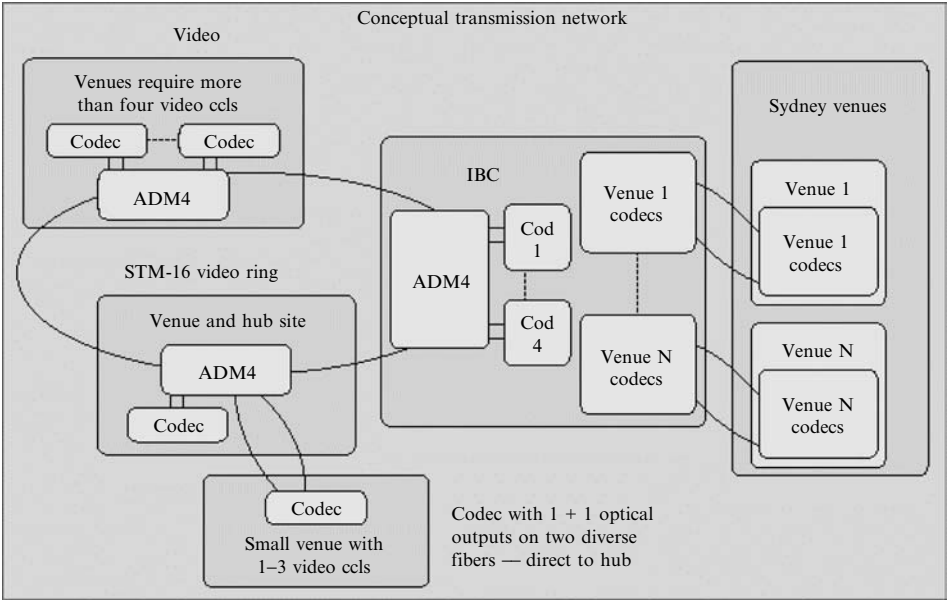 Conceptual transmission network
Video
Venues require more
than four video ccls
Codec
Codec
ADM4
STM-16 video ring
Venue and hub site
ADM4
Codec
Codec
Small venue with
1–3 video ccls
IBC
ADM4
Cod
1
Cod
4
Venue 1
codecs
Venue N
codecs
Sydney venues
Venue 1
Venue 1
codecs
Venue N
Venue N
codecs
Codec with 1 + 1 optical
outputs on two diverse
fibers — direct to hub